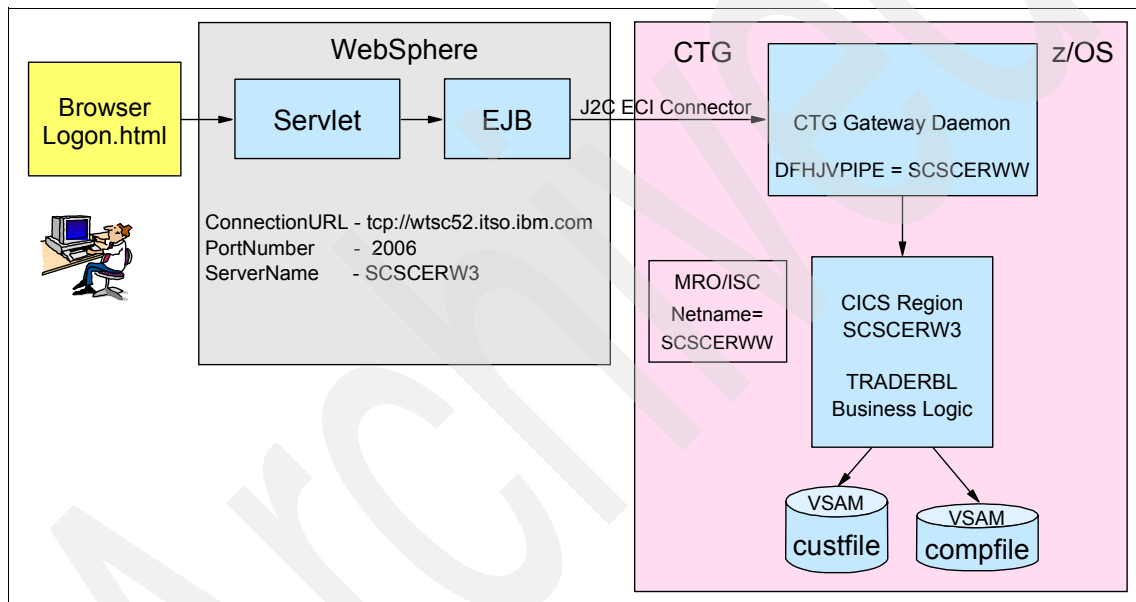 WebSphere
CTG
z/OS
Browser
Logon.html
Servlet
EJB
J2C ECI Connector
CTG Gateway Daemon
DFHJVPIPE = SCSCERWW
ConnectionURL - tcp://wtsc52.itso.ibm.com
PortNumber - 2006
ServerName - SCSCERW3
MRO/ISC
Netname=
SCSCERWW
CICS Region
SCSCERW3
TRADERBL
Business Logic
VSAM
custfile
VSAM
compfile
Archived